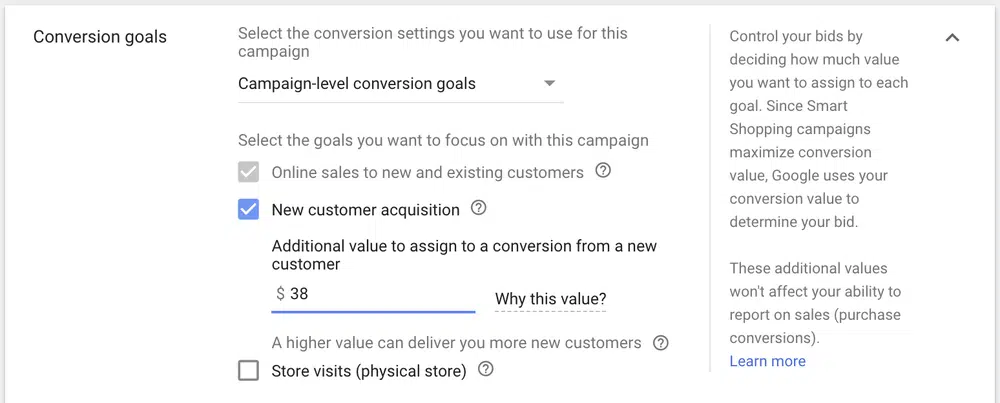 Conversion goals
Select the conversion settings you want to use for this
campaign
Campaign-level conversion goals
Select the goals you want to focus on with this campaign
Online sales to new and existing customers
New customer acquisition
Additional value to assign to a conversion from a new
customer
$ 38
Why this value?
A higher value can deliver you more new customers
Store visits (physical store)
Control your bids by
deciding how much value
you want to assign to each
goal. Since Smart
Shopping campaigns
maximize conversion
value, Google uses your
conversion value to
determine your bid.
These additional values
won't affect your ability to
report on sales (purchase
conversions).
Learn more